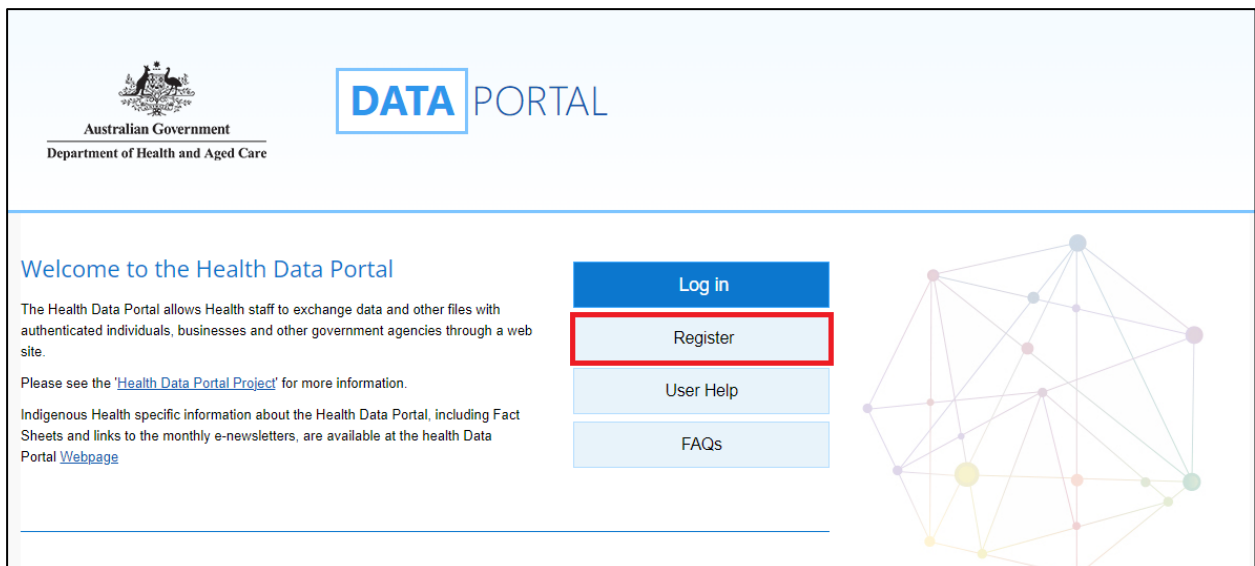 Australian Government
Department of Health and Aged Care
DATA PORTAL
Welcome to the Health Data Portal
The Health Data Portal allows Health staff to exchange data and other files with
authenticated individuals, businesses and other government agencies through a web
site.
Please see the 'Health Data Portal Project' for more information.
Indigenous Health specific information about the Health Data Portal, including Fact
Sheets and links to the monthly e-newsletters, are available at the health Data
Portal Webpage
Log in
Register
User Help
FAQs